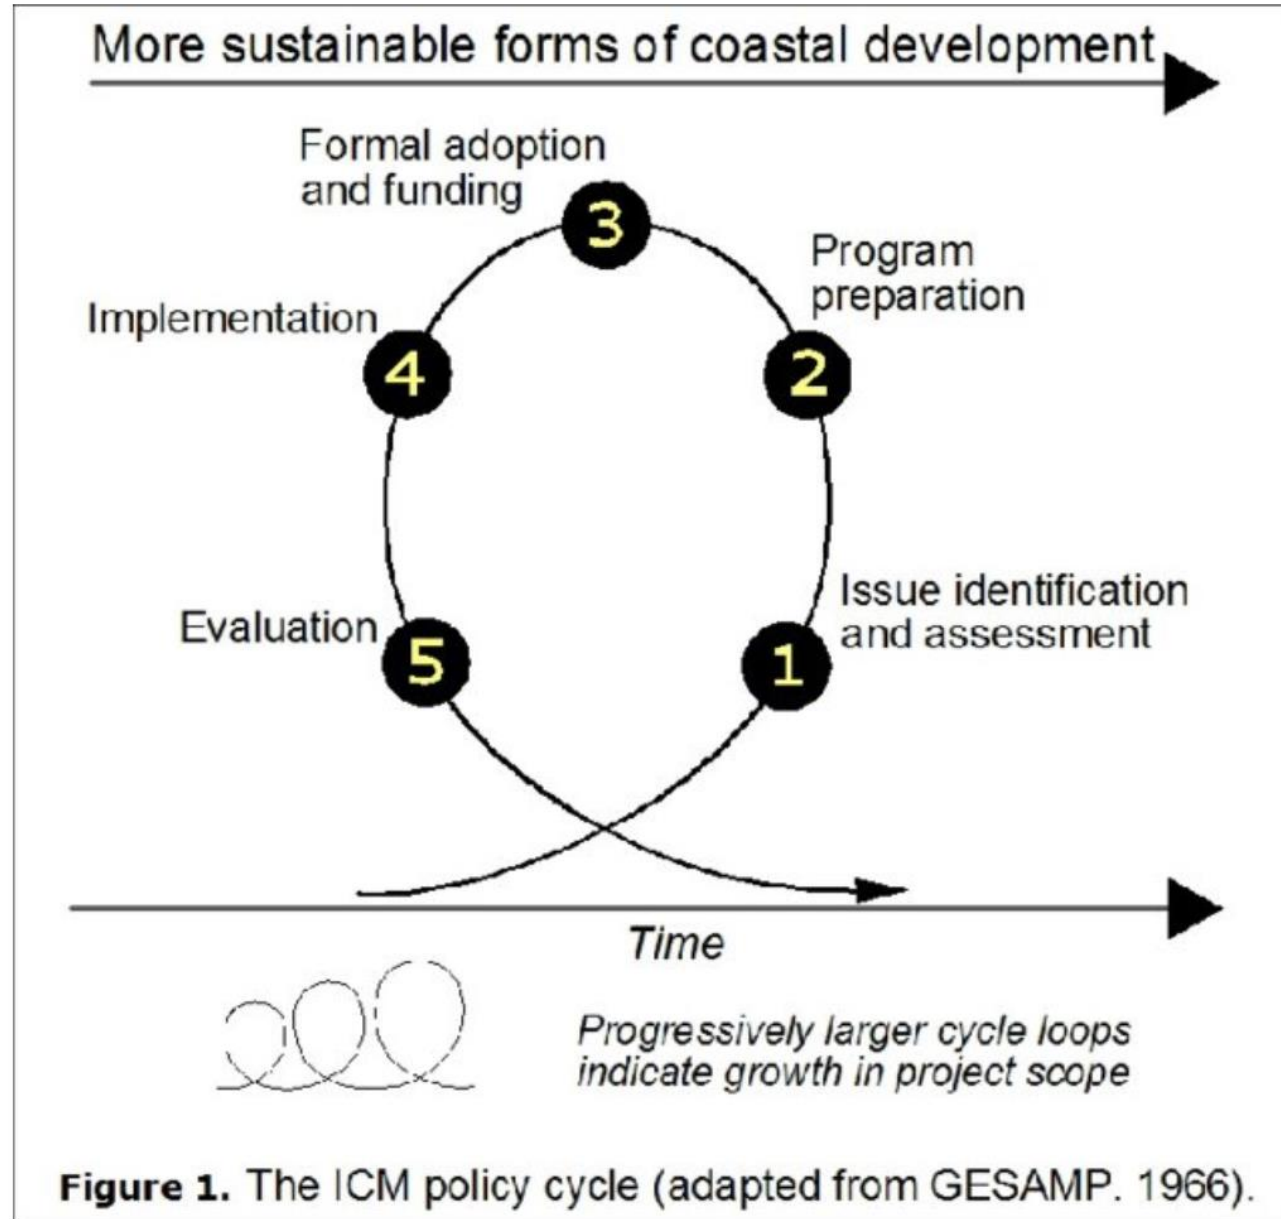 More sustainable forms of coastal development
Formal adoption
and funding
3
Program
preparation
Implementation
4
2
Issue identification
and assessment
Evaluation
5
1
Time
Progressively larger cycle loops
indicate growth in project scope
Figure 1. The ICM policy cycle (adapted from GESAMP. 1966).